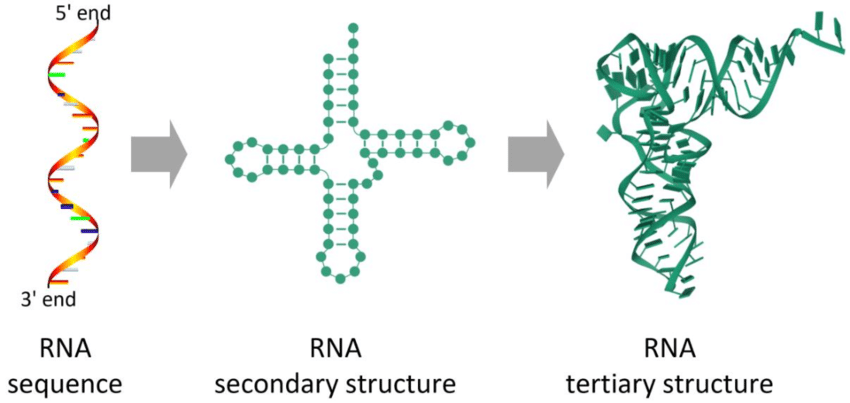 5' end
3' end
RNA
sequence
RNA
secondary structure
RNA
tertiary structure